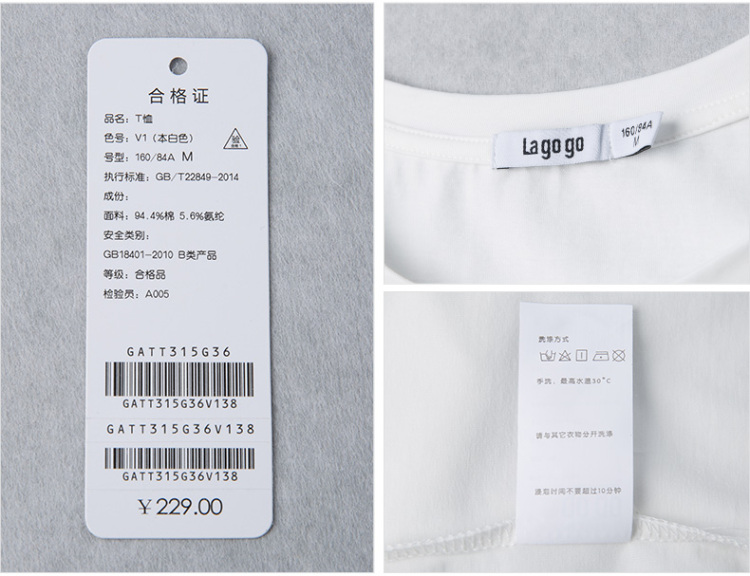 合格证
品名: T恤
色号: V1 (本白色)
号型: 160/84A M
执行标准: GB/T22849-2014
成份:
面料: 94.4%棉 5.6%氨纶
安全类别:
GB18401-2010 B类产品
等级: 合格品
检验员: A005
GATT315G36
GATT315G36V138
GATT315G36V138
GATT315G36V138
¥229.00
Lagogo
160/84A
M
洗涤方式
手洗, 最高水温30°C
请与其它衣物分开洗涤
浸泡时间不要超过10分钟